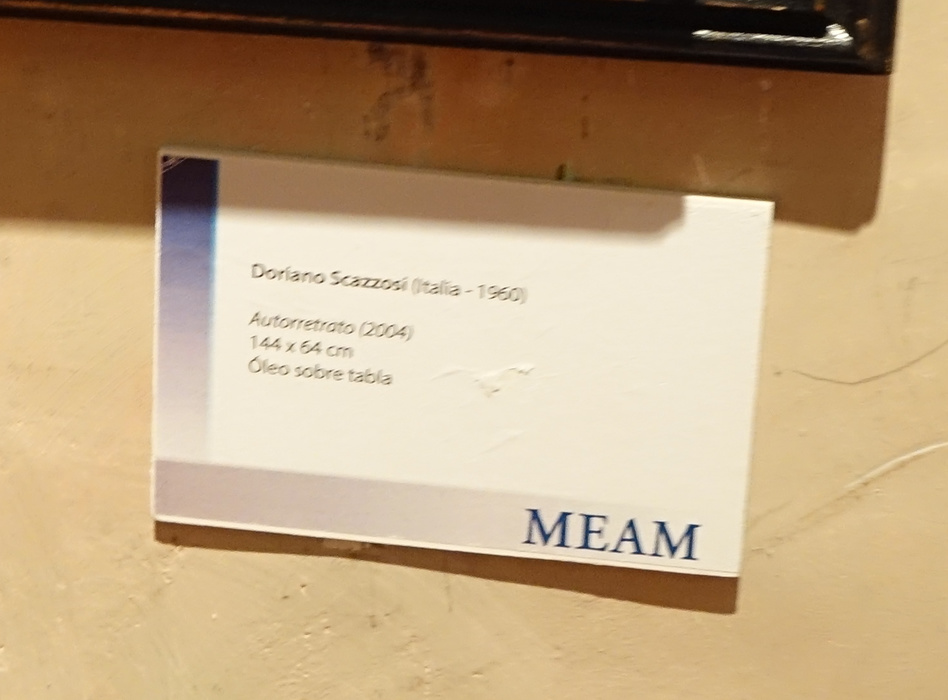 Doriano Scazzosi (Italia - 1960)
Autorretrato (2004)
144 x 64 cm
Óleo sobre tabla
MEAM